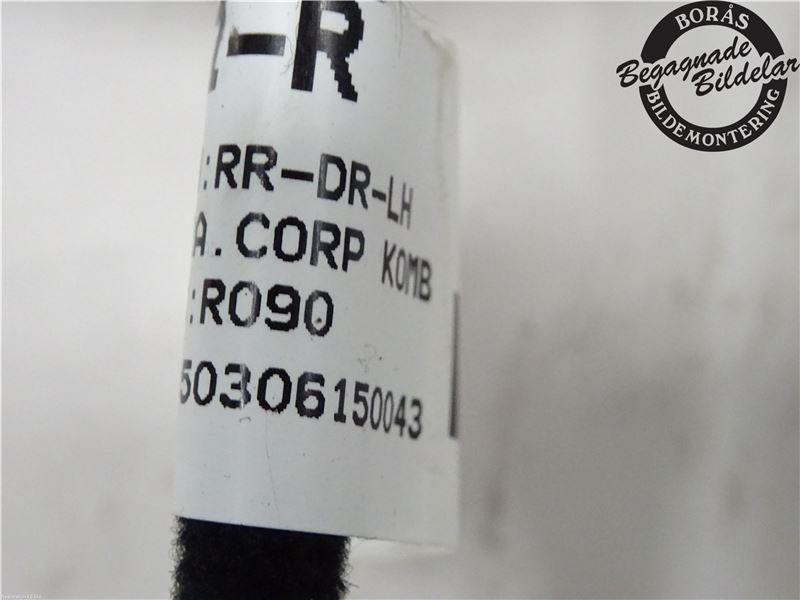 -R
:RR-DR-LH
A. CORP KOMB
:R090
50306150043
BORÅS
Begagnade
Bildelar
BILDEMONTERING